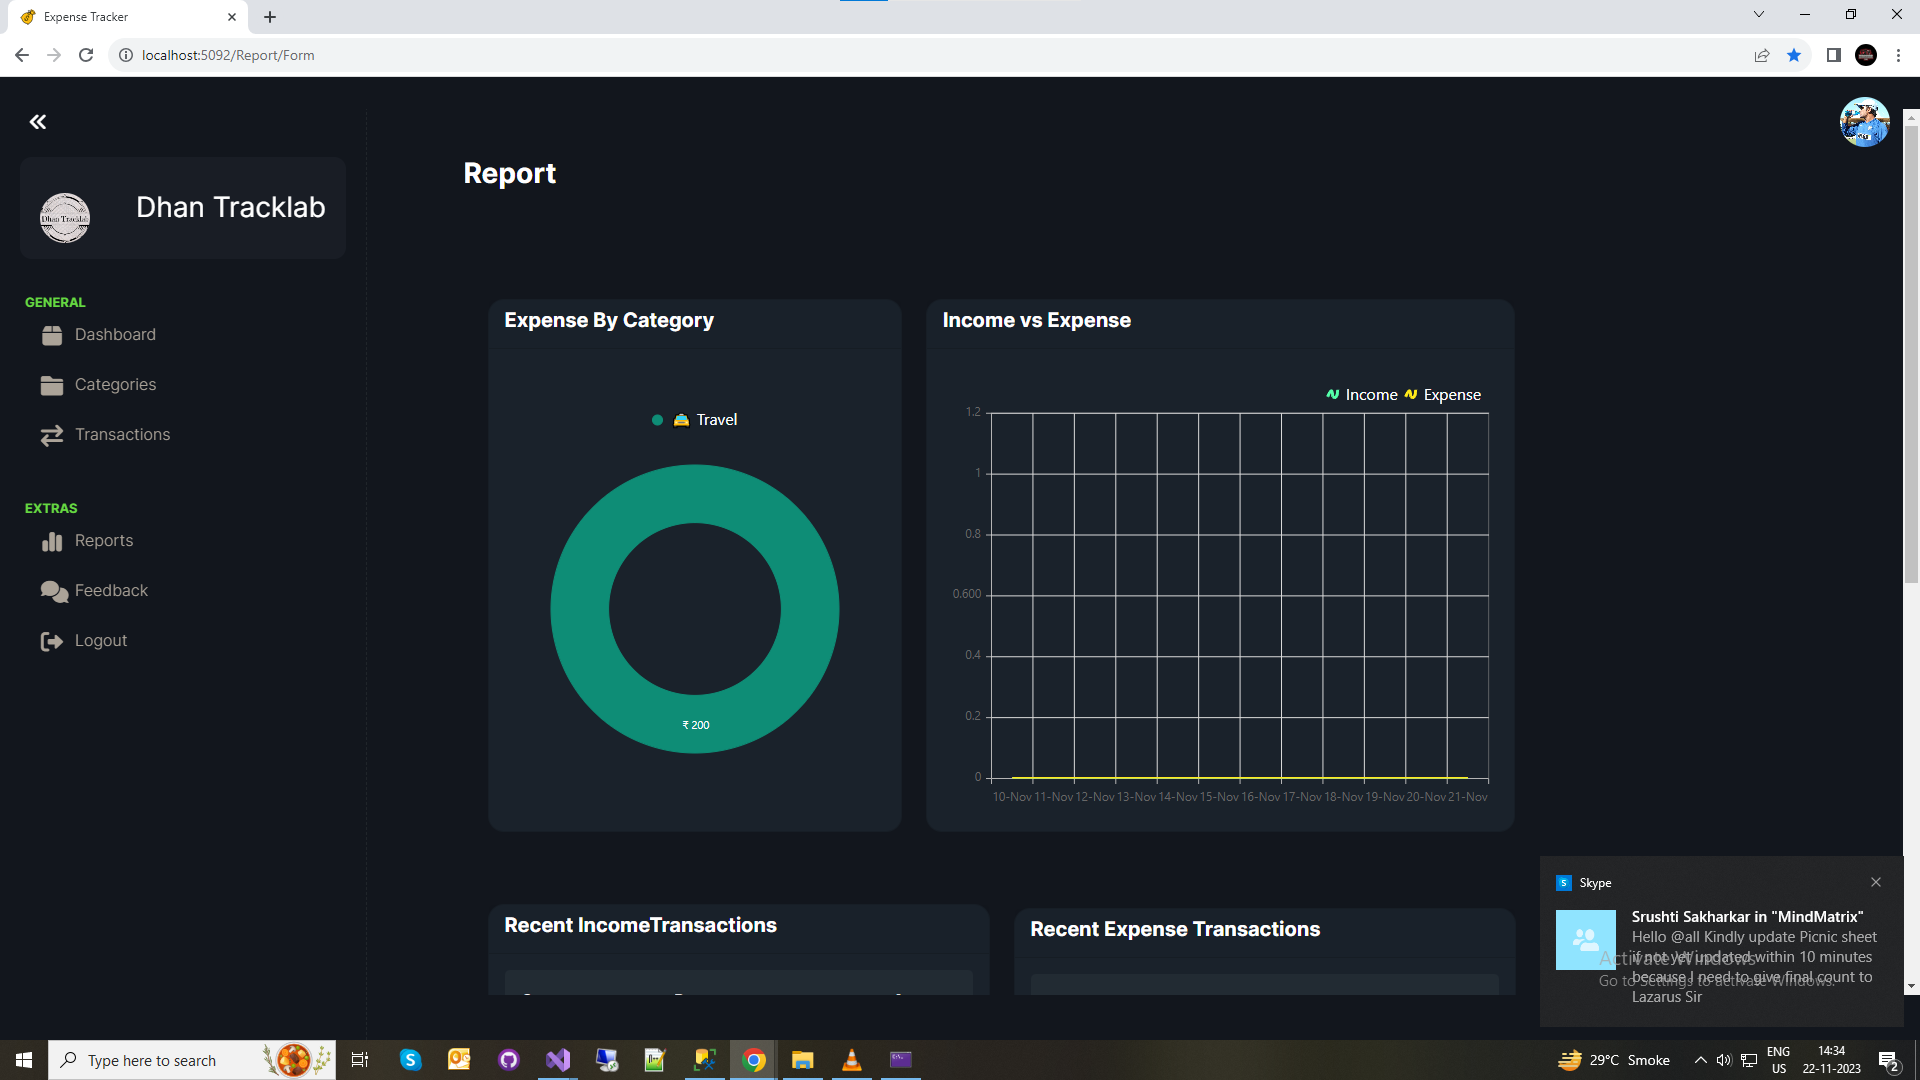 Expense Tracker
localhost:5092/Report/Form
Dhan Tracklab
Dhan Tracklab
GENERAL
Dashboard
Categories
Transactions
EXTRAS
Reports
Feedback
Logout
Report
Expense By Category
Travel
₹ 200
Income vs Expense
Income Expense
1.2
1
0.8
0.600
0.4
0.2
0
10-Nov 11-Nov 12-Nov 13-Nov 14-Nov 15-Nov 16-Nov 17-Nov 18-Nov 19-Nov 20-Nov 21-Nov
Recent IncomeTransactions
Recent Expense Transactions
Skype
Srushti Sakharkar in "MindMatrix"
Hello @all Kindly update Picnic sheet
if not yet updated within 10 minutes
because I need to give final count to
Lazarus Sir
Activate Windows
Go to Settings to activate Windows.
Type here to search
29°C Smoke
ENG
US
14:34
22-11-2023
2